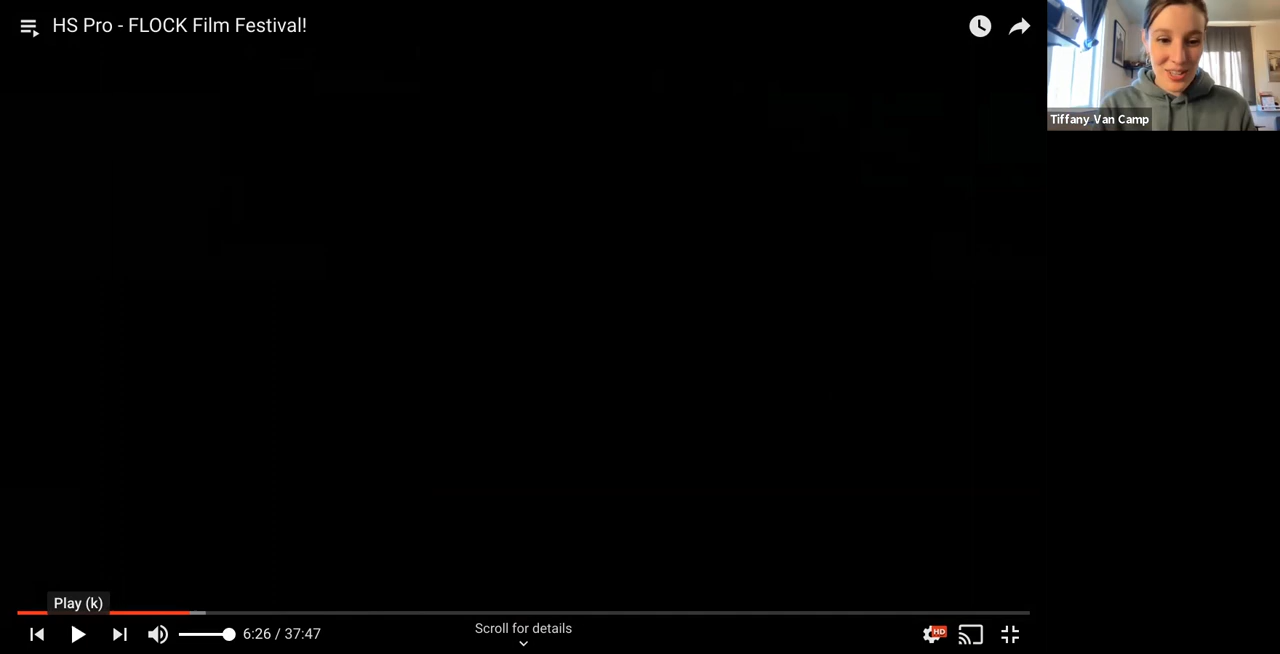 HS Pro - FLOCK Film Festival!
Tiffany Van Camp
Play (k)
6:26 / 37:47
Scroll for details
HD